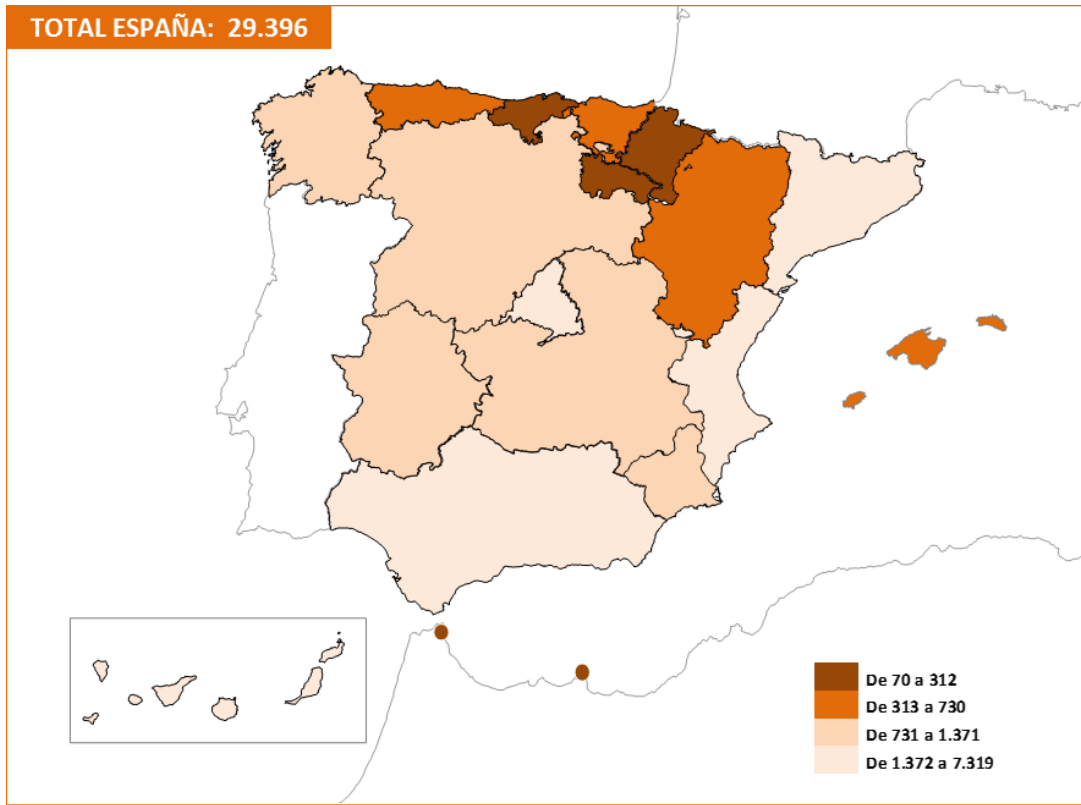 TOTAL ESPAÑA: 29.396
De 70 a 312
De 313 a 730
De 731 a 1.371
De 1.372 a 7.319